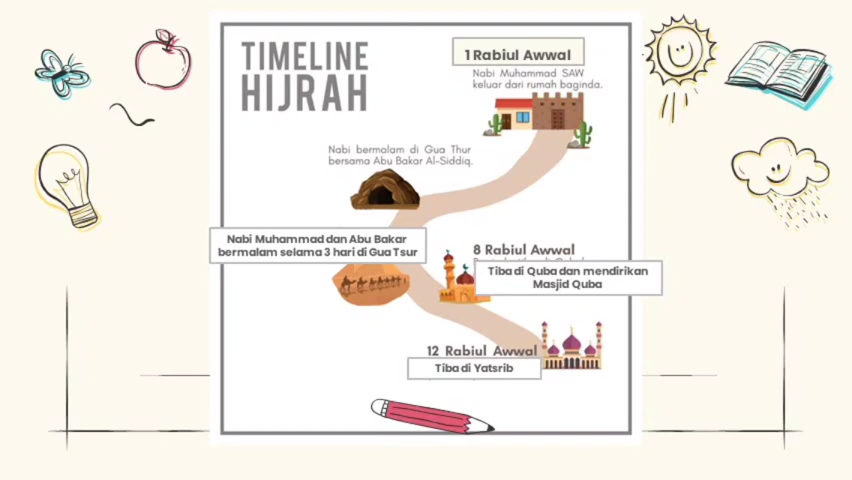 TIMELINE
HIJRAH
1 Rabiul Awwal
Nabi Muhammad SAW
keluar dari rumah baginda.
Nabi bermalam di Gua Thur
bersama Abu Bakar Al-Siddiq.
Nabi Muhammad dan Abu Bakar
bermalam selama 3 hari di Gua Tsur
8 Rabiul Awwal
Tiba di Quba dan mendirikan
Masjid Quba
12 Rabiul Awwal
Tiba di Yatsrib